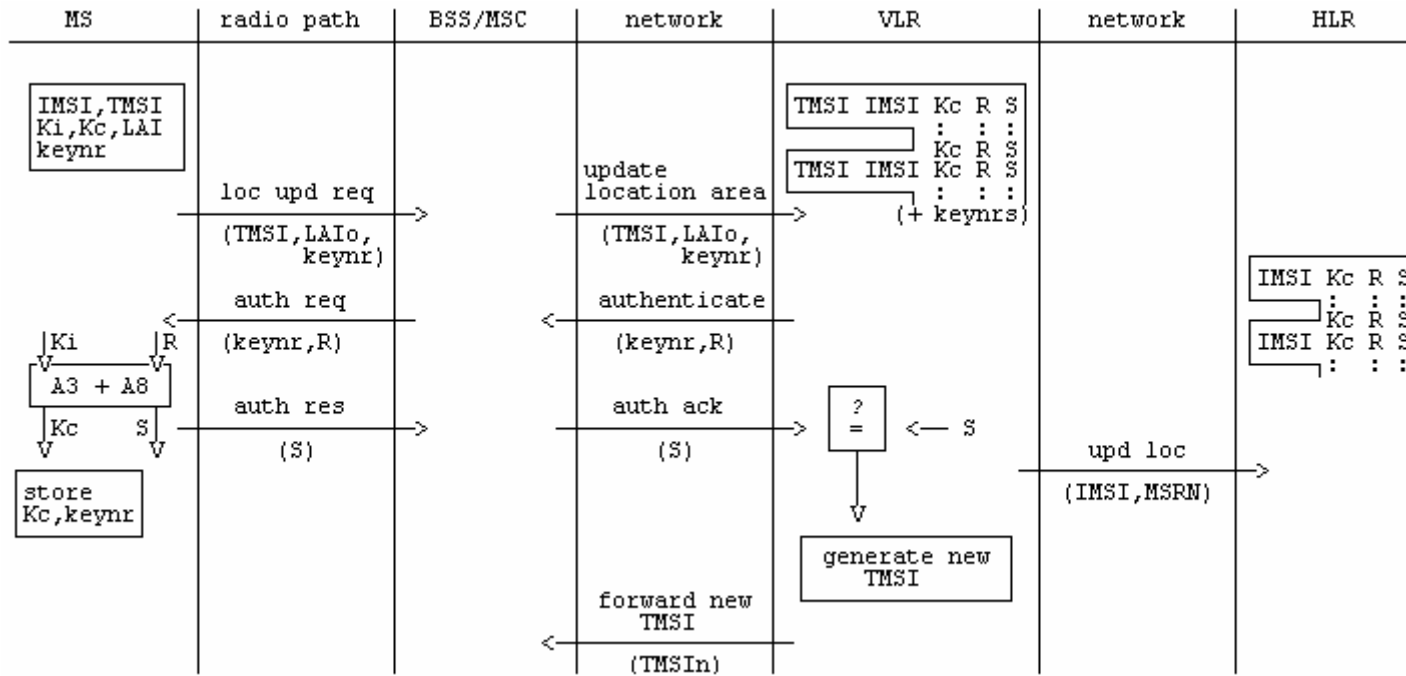 MS radio path BSS/MSC network VLR network HLR
IMSI,TMSI
Ki,Kc,LAI
keynr
TMSI IMSI Kc R S
: : :
Kc R S
TMSI IMSI Kc R S
: : :
(+ keynrs)
loc upd req
(TMSI,LAIo,
keynr)
update
location area
(TMSI,LAIo,
keynr)
IMSI Kc R S
: : :
Kc R S
IMSI Kc R S
: : :
auth req
(keynr,R)
authenticate
(keynr,R)
Ki R
A3 + A8
Kc S
auth res
(S)
auth ack
(S)
?
=
S
upd loc
(IMSI,MSRN)
store
Kc,keynr
generate new
TMSI
forward new
TMSI
(TMSIn)